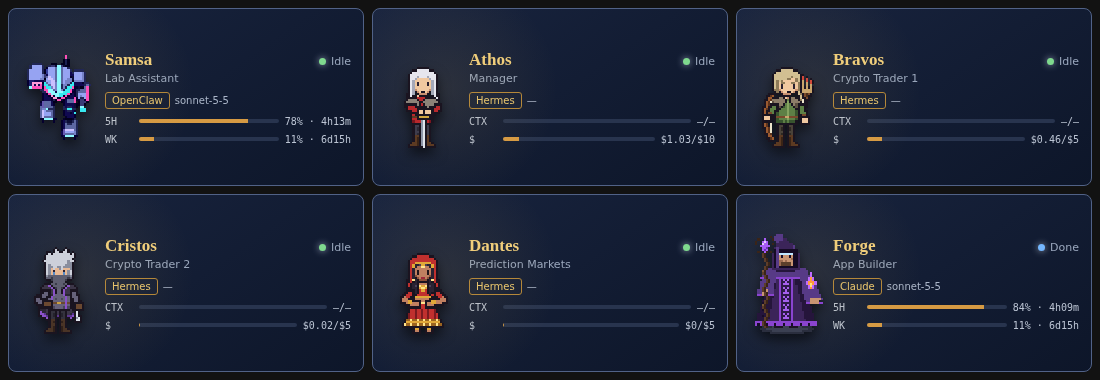 Samsa
Idle
Lab Assistant
OpenClaw sonnet-5-5
5H 78% · 4h13m
WK 11% · 6d15h
Athos
Idle
Manager
Hermes —
CTX —/—
$ $1.03/$10
Bravos
Idle
Crypto Trader 1
Hermes —
CTX —/—
$ $0.46/$5
Cristos
Idle
Crypto Trader 2
Hermes —
CTX —/—
$ $0.02/$5
Dantes
Idle
Prediction Markets
Hermes —
CTX —/—
$ $0/$5
Forge
Done
App Builder
Claude sonnet-5-5
5H 84% · 4h09m
WK 11% · 6d15h